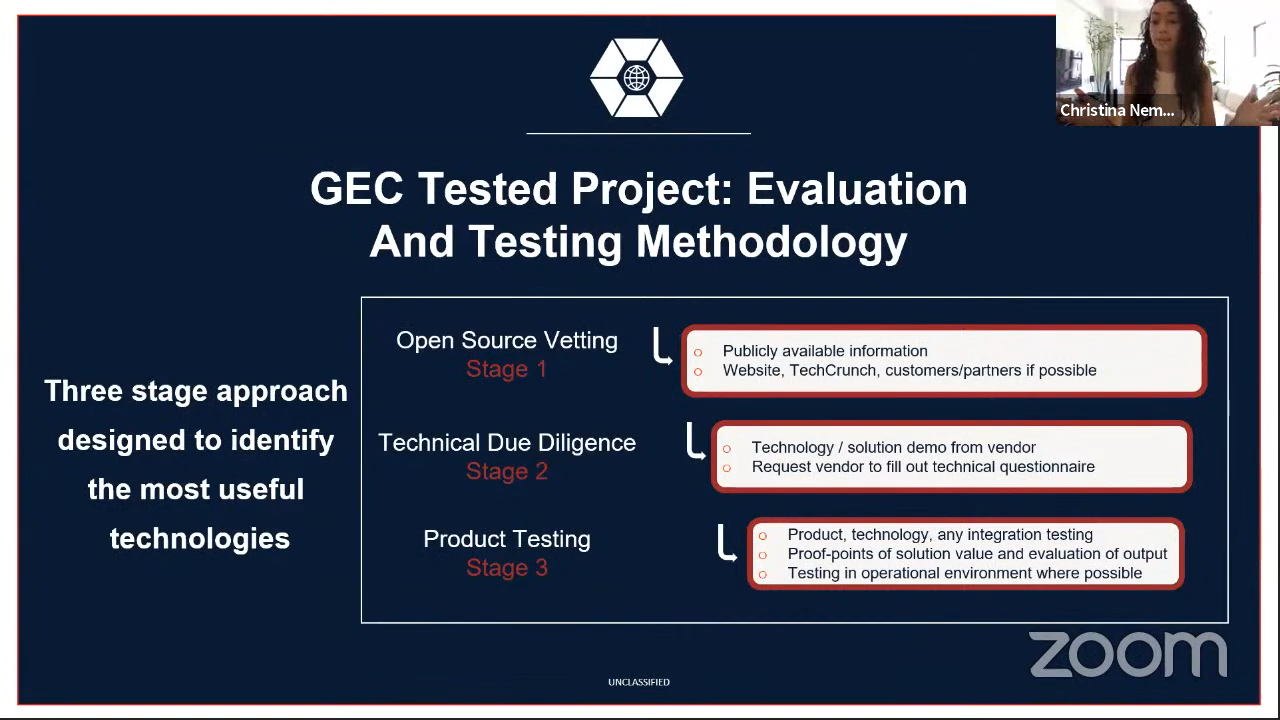 Christina Nem...
GEC Tested Project: Evaluation
And Testing Methodology
Three stage approach
designed to identify
the most useful
technologies
Open Source Vetting
Stage 1
Publicly available information
Website, TechCrunch, customers/partners if possible
Technical Due Diligence
Stage 2
Technology / solution demo from vendor
Request vendor to fill out technical questionnaire
Product Testing
Stage 3
Product, technology, any integration testing
Proof-points of solution value and evaluation of output
Testing in operational environment where possible
zoom
UNCLASSIFIED